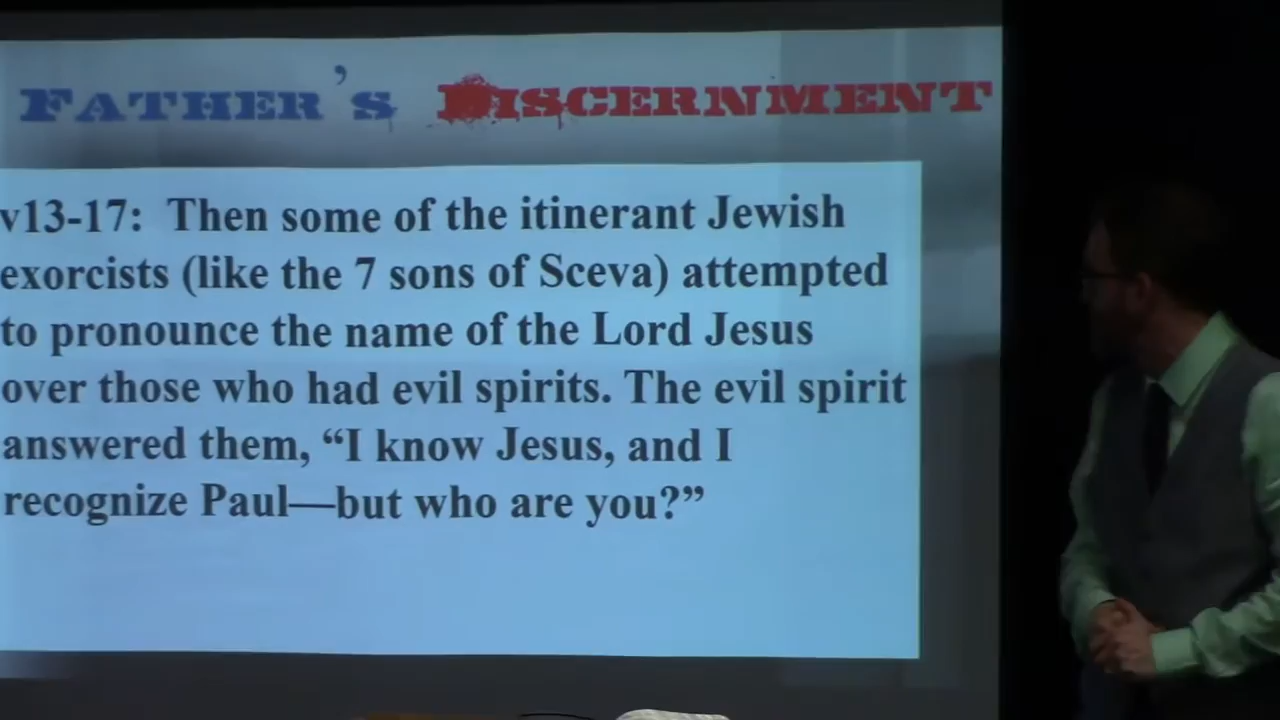 FATHER'S DISCERNMENT
v13-17: Then some of the itinerant Jewish
exorcists (like the 7 sons of Sceva) attempted
to pronounce the name of the Lord Jesus
over those who had evil spirits. The evil spirit
answered them, “I know Jesus, and I
recognize Paul—but who are you?”